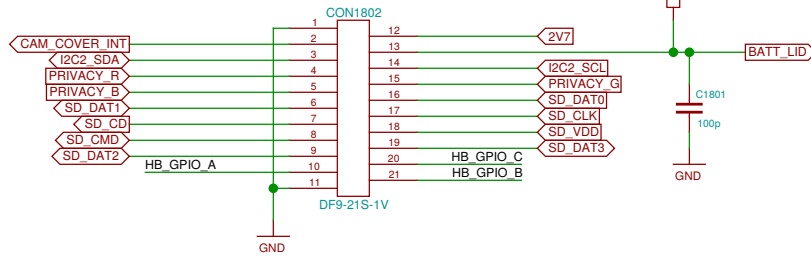 CON1802
1 12 2V7
CAM_COVER_INT 2 13 BATT_LID
I2C2_SDA 3 14 I2C2_SCL
PRIVACY_R 4 15 PRIVACY_G
PRIVACY_B 5 16 SD_DAT0
SD_DAT1 6 17 SD_CLK
SD_CD 7 18 SD_VDD
SD_CMD 8 19 SD_DAT3
SD_DAT2 9 20 HB_GPIO_C
HB_GPIO_A 10 21 HB_GPIO_B
11
DF9-21S-1V
GND
C1801
100p
GND